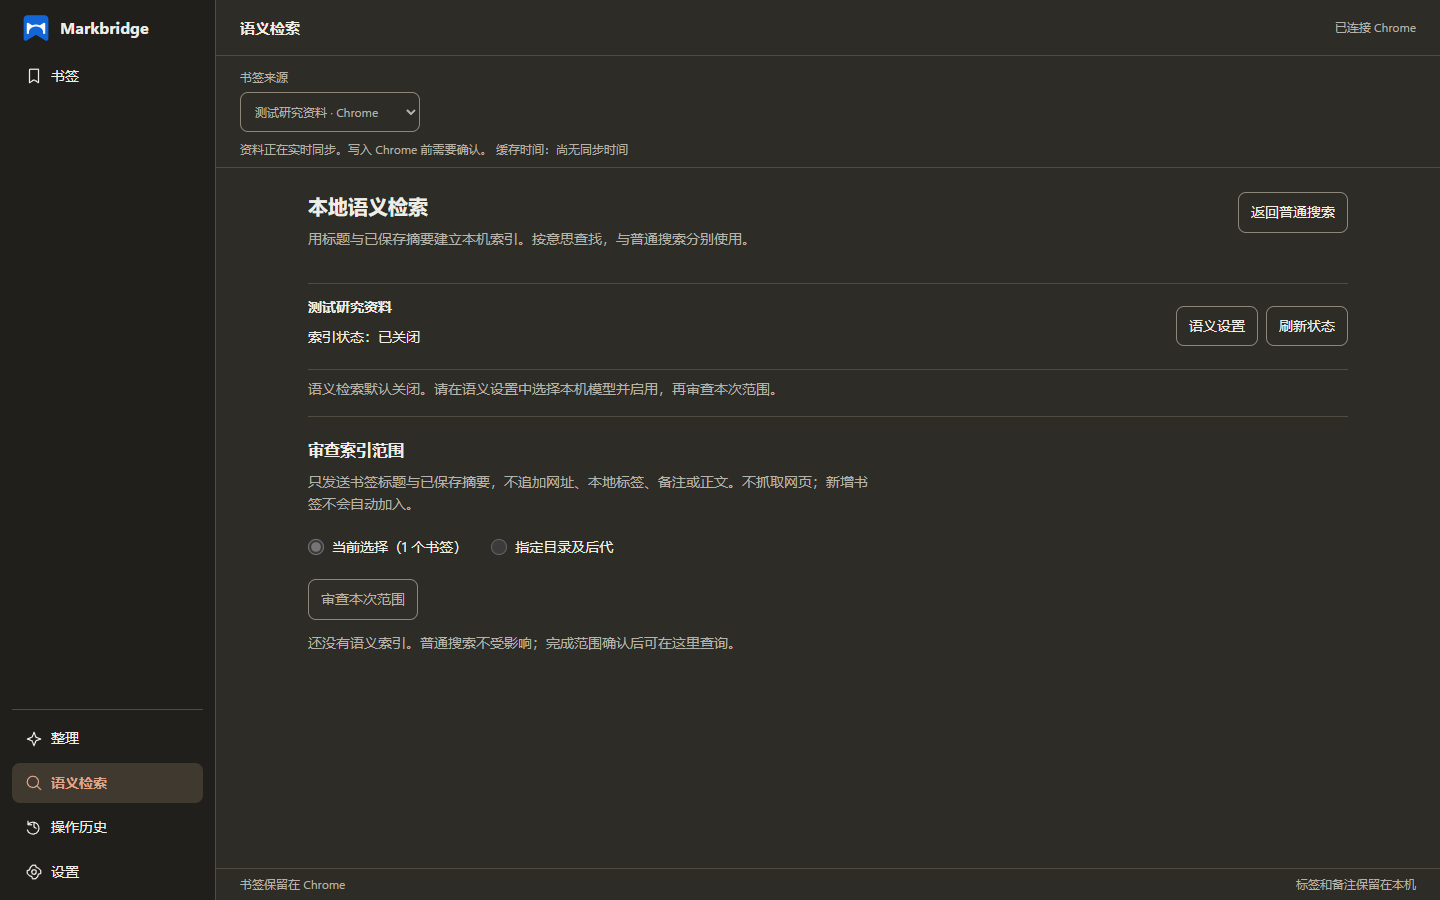 Markbridge
书签
整理
语义检索
操作历史
设置
语义检索
已连接 Chrome
书签来源
测试研究资料 · Chrome
资料正在实时同步。写入 Chrome 前需要确认。 缓存时间：尚无同步时间
本地语义检索
用标题与已保存摘要建立本机索引。按意思查找，与普通搜索分别使用。
返回普通搜索
测试研究资料
索引状态：已关闭
语义设置
刷新状态
语义检索默认关闭。请在语义设置中选择本机模型并启用，再审查本次范围。
审查索引范围
只发送书签标题与已保存摘要，不追加网址、本地标签、备注或正文。不抓取网页；新增书
签不会自动加入。
当前选择（1 个书签）
指定目录及后代
审查本次范围
还没有语义索引。普通搜索不受影响；完成范围确认后可在这里查询。
书签保留在 Chrome
标签和备注保留在本机